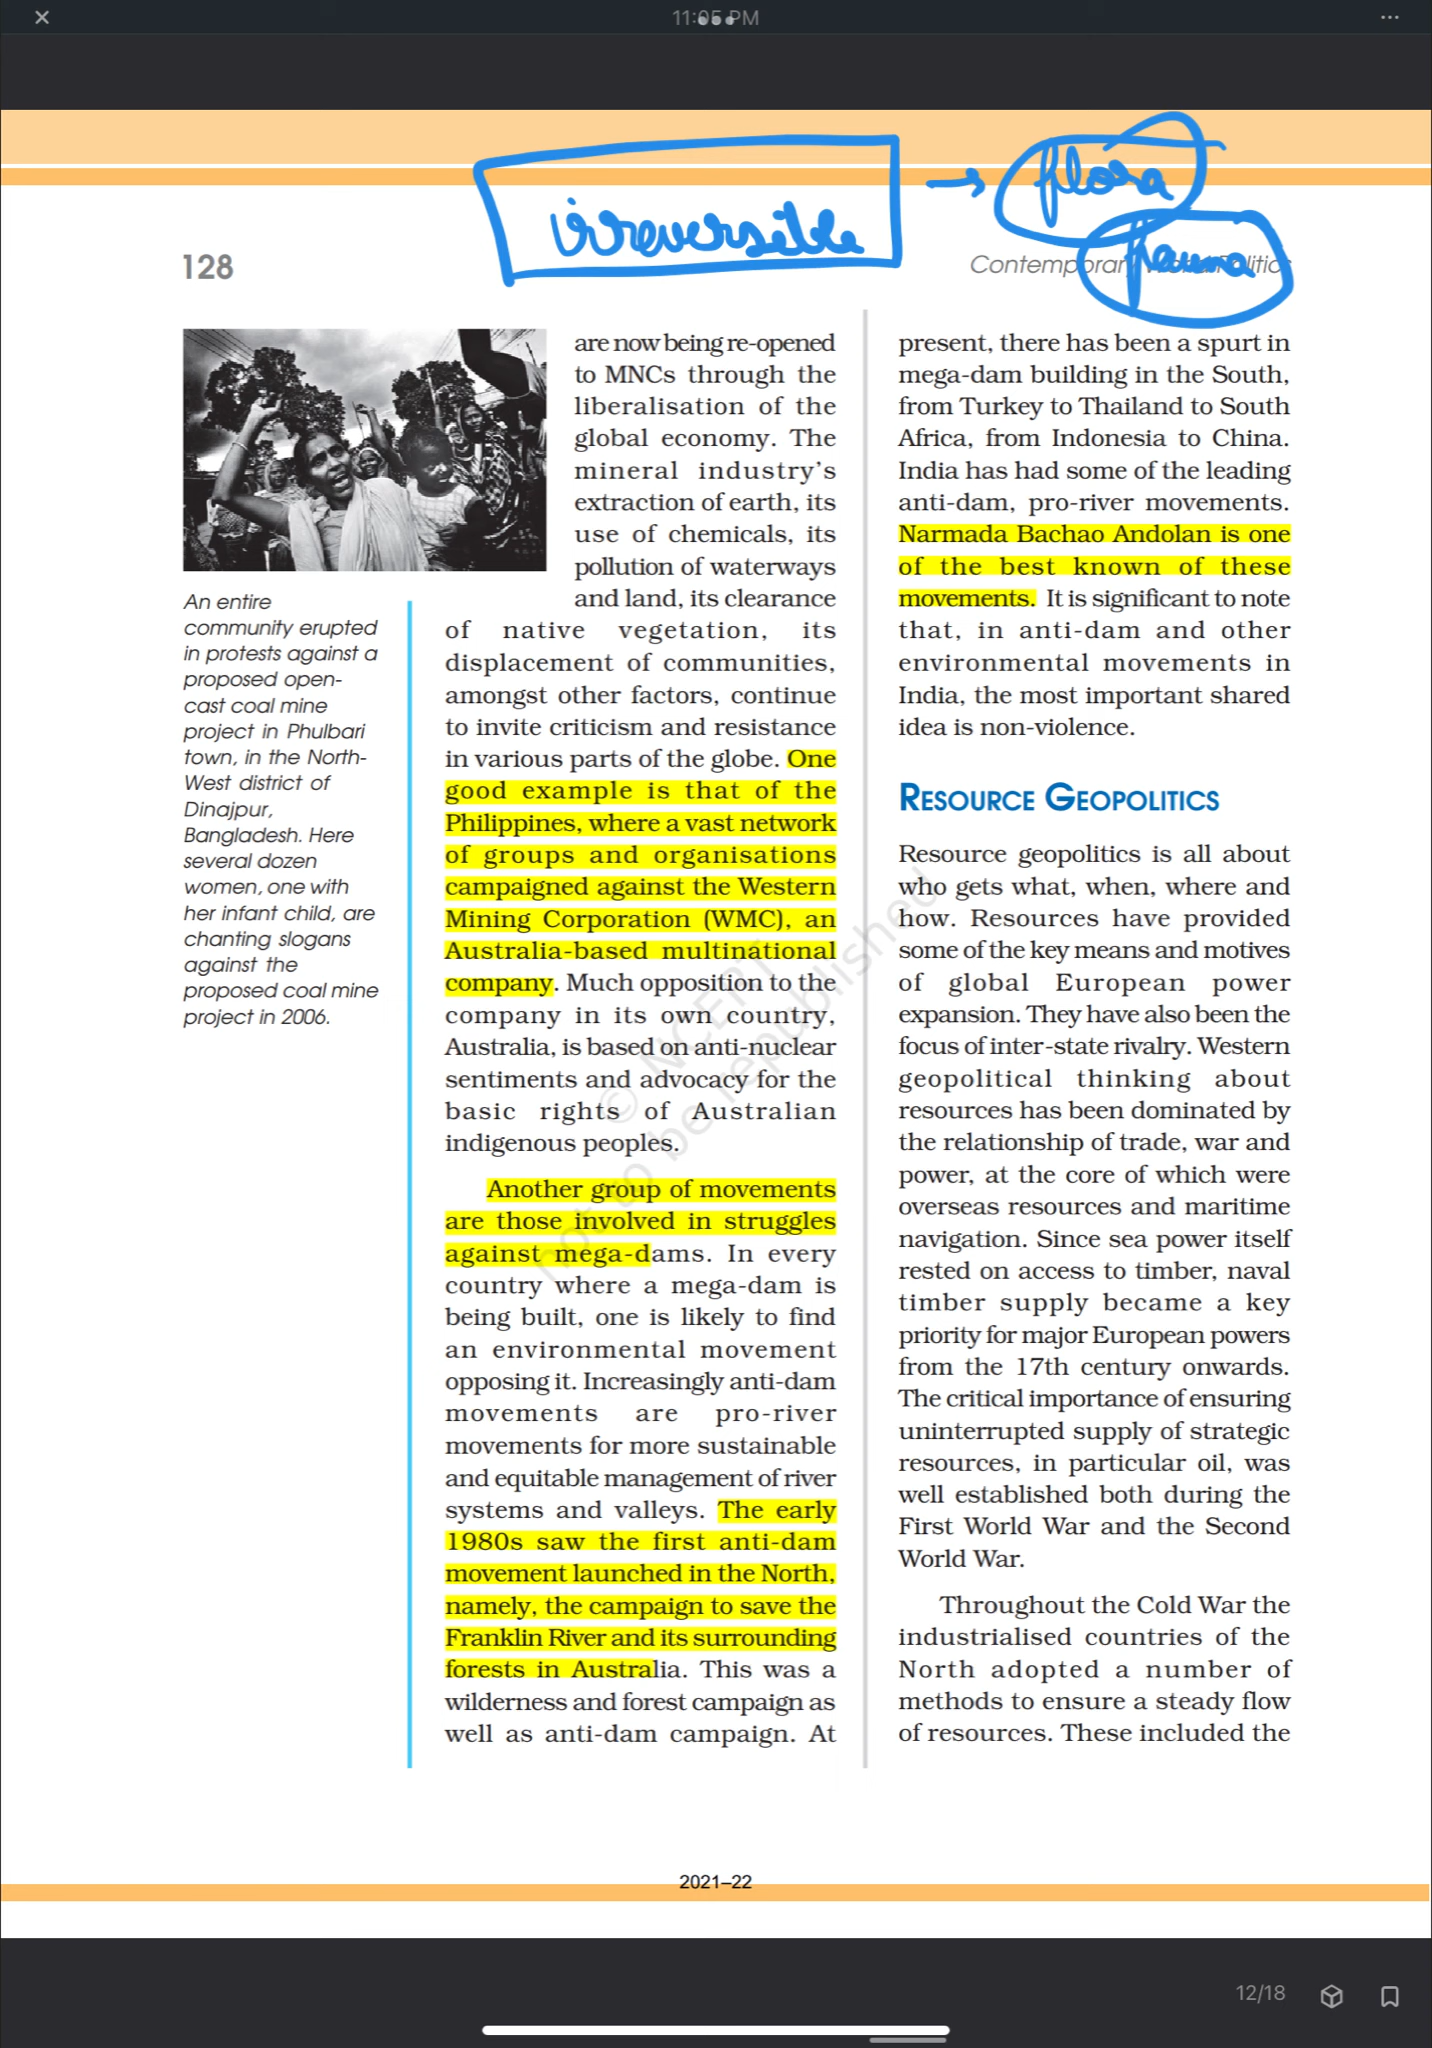 11:05 PM
irreversible → flora
fauna
128
Contemporary World Politics
are now being re-opened
to MNCs through the
liberalisation of the
global economy. The
mineral industry's
extraction of earth, its
use of chemicals, its
pollution of waterways
and land, its clearance
of native vegetation, its
displacement of communities,
amongst other factors, continue
to invite criticism and resistance
in various parts of the globe. One
good example is that of the
Philippines, where a vast network
of groups and organisations
campaigned against the Western
Mining Corporation (WMC), an
Australia-based multinational
company. Much opposition to the
company in its own country,
Australia, is based on anti-nuclear
sentiments and advocacy for the
basic rights of Australian
indigenous peoples.
Another group of movements
are those involved in struggles
against mega-dams. In every
country where a mega-dam is
being built, one is likely to find
an environmental movement
opposing it. Increasingly anti-dam
movements are pro-river
movements for more sustainable
and equitable management of river
systems and valleys. The early
1980s saw the first anti-dam
movement launched in the North,
namely, the campaign to save the
Franklin River and its surrounding
forests in Australia. This was a
wilderness and forest campaign as
well as anti-dam campaign. At
An entire
community erupted
in protests against a
proposed open-
cast coal mine
project in Phulbari
town, in the North-
West district of
Dinajpur,
Bangladesh. Here
several dozen
women, one with
her infant child, are
chanting slogans
against the
proposed coal mine
project in 2006.
present, there has been a spurt in
mega-dam building in the South,
from Turkey to Thailand to South
Africa, from Indonesia to China.
India has had some of the leading
anti-dam, pro-river movements.
Narmada Bachao Andolan is one
of the best known of these
movements. It is significant to note
that, in anti-dam and other
environmental movements in
India, the most important shared
idea is non-violence.
RESOURCE GEOPOLITICS
Resource geopolitics is all about
who gets what, when, where and
how. Resources have provided
some of the key means and motives
of global European power
expansion. They have also been the
focus of inter-state rivalry. Western
geopolitical thinking about
resources has been dominated by
the relationship of trade, war and
power, at the core of which were
overseas resources and maritime
navigation. Since sea power itself
rested on access to timber, naval
timber supply became a key
priority for major European powers
from the 17th century onwards.
The critical importance of ensuring
uninterrupted supply of strategic
resources, in particular oil, was
well established both during the
First World War and the Second
World War.
Throughout the Cold War the
industrialised countries of the
North adopted a number of
methods to ensure a steady flow
of resources. These included the
© NCERT
not to be republished
2021–22
12/18